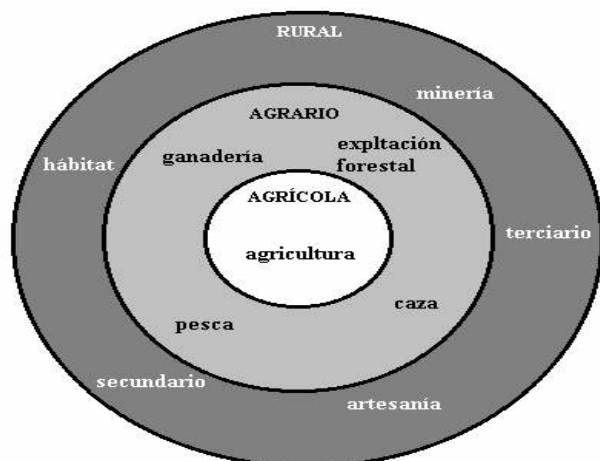 RURAL
minería
AGRARIO
expltación
forestal
ganadería
hábitat
AGRÍCOLA
terciario
agricultura
caza
pesca
secundario
artesanía